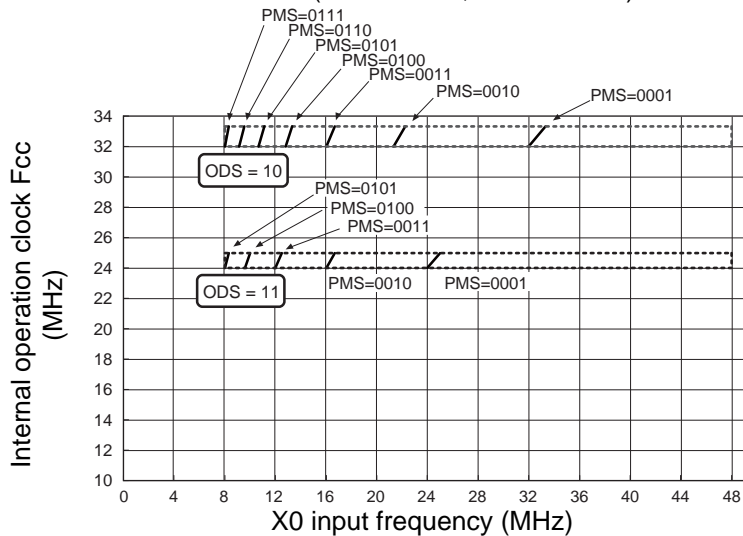 PMS=0111
PMS=0110
PMS=0101
PMS=0100
PMS=0011
PMS=0010
PMS=0001
34
32
30
28
26
24
22
20
18
16
14
12
10
ODS = 10
PMS=0101
PMS=0100
PMS=0011
ODS = 11
PMS=0010
PMS=0001
Internal operation clock Fcc
(MHz)
0 4 8 12 16 20 24 28 32 36 40 44 48
X0 input frequency (MHz)